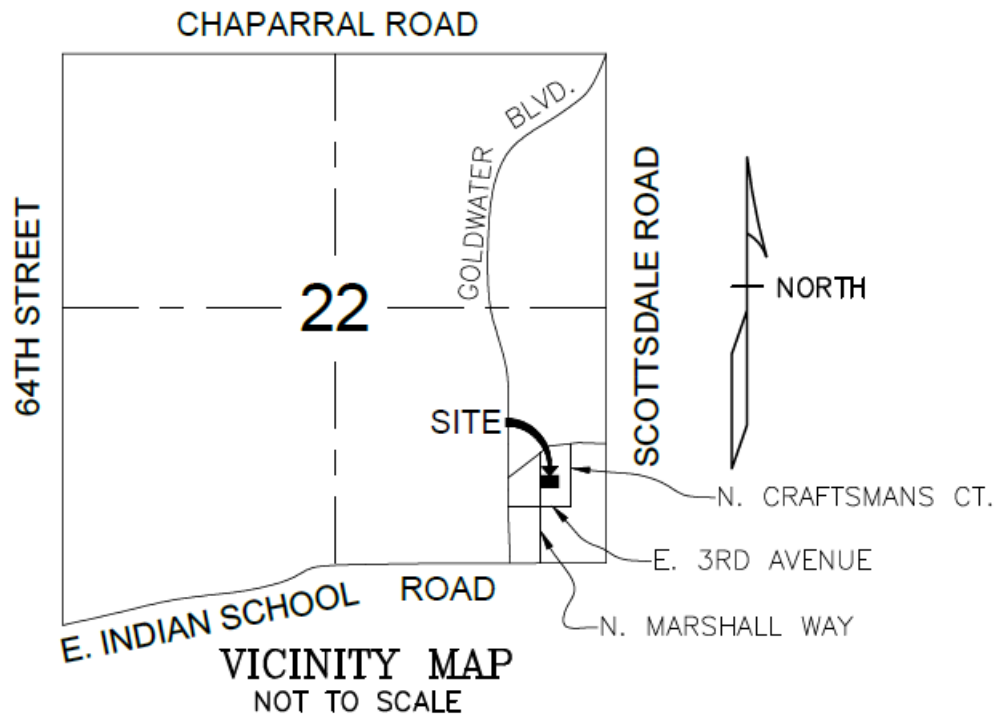 CHAPARRAL ROAD
BLVD.
GOLDWATER
64TH STREET
SCOTTSDALE ROAD
22
NORTH
SITE
N. CRAFTSMANS CT.
E. 3RD AVENUE
E. INDIAN SCHOOL ROAD
N. MARSHALL WAY
VICINITY MAP
NOT TO SCALE